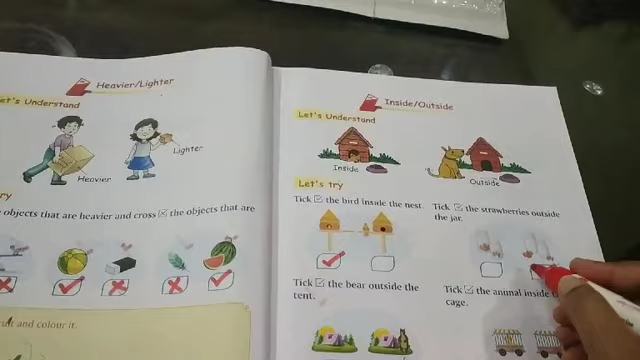 Heavier/Lighter
Let's Understand
Lighter
Heavier
objects that are heavier and cross the objects that are
and colour it.
Inside/Outside
Let's Understand
Inside
Outside
Let's try
Tick the bird inside the nest.
Tick the strawberries outside
the jar.
Tick the bear outside the
tent.
Tick the animal inside
cage.